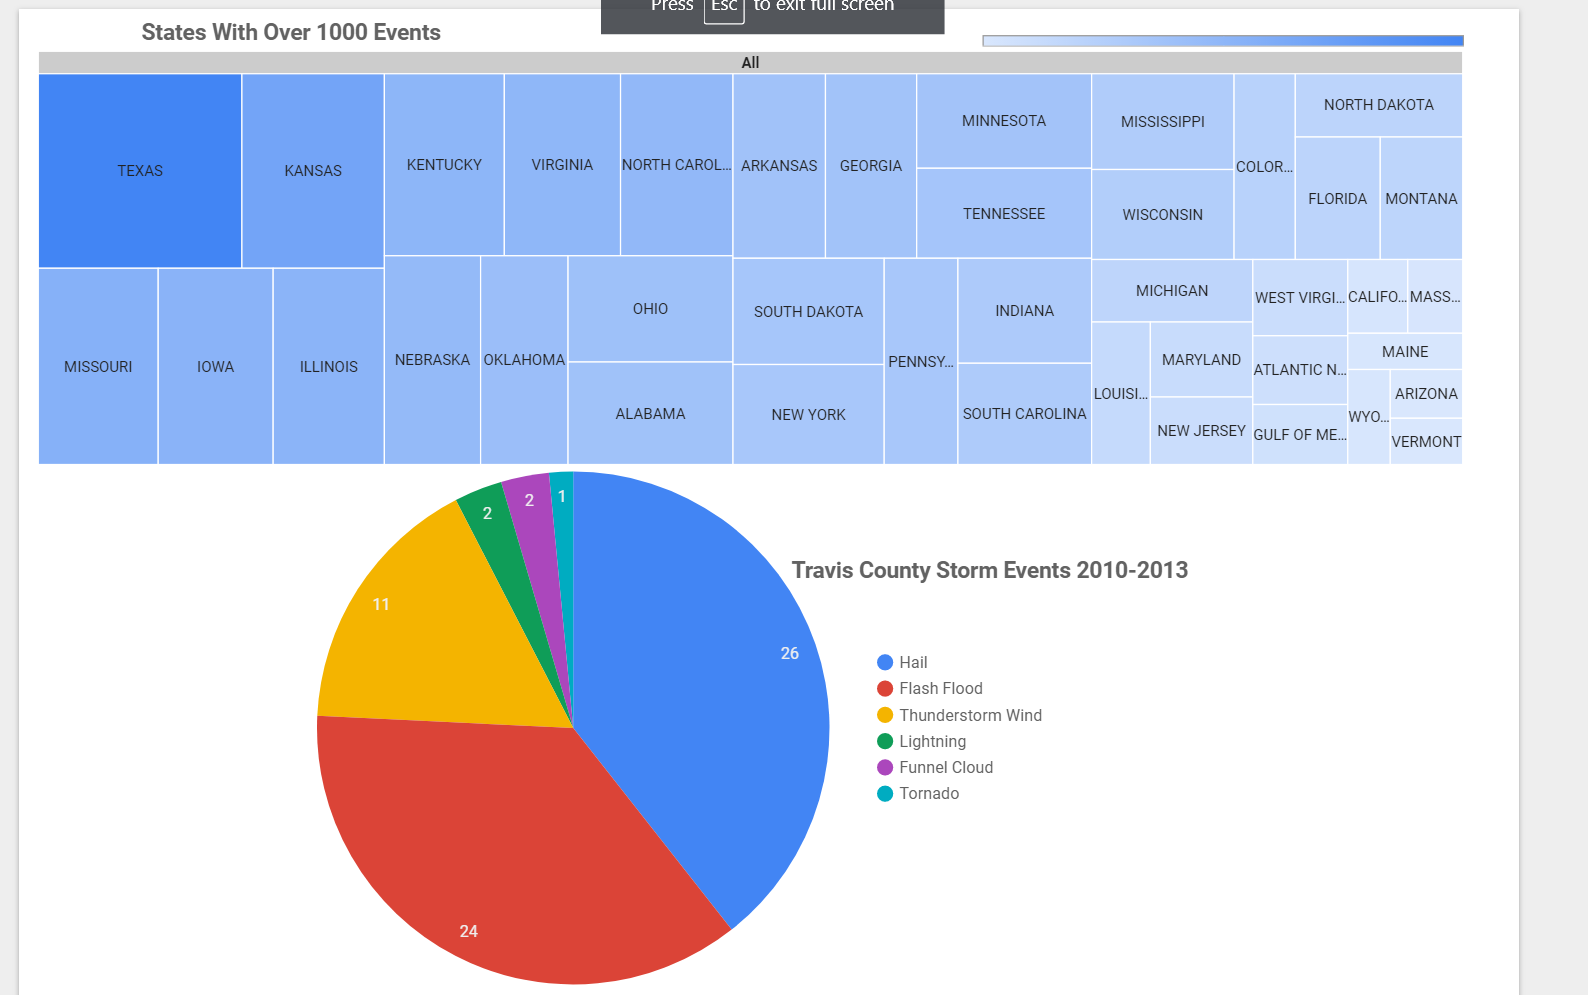 Press Esc to exit full screen
States With Over 1000 Events
All
TEXAS
KANSAS
KENTUCKY
VIRGINIA
NORTH CAROL...
ARKANSAS
GEORGIA
MINNESOTA
TENNESSEE
MISSISSIPPI
WISCONSIN
COLOR...
NORTH DAKOTA
FLORIDA
MONTANA
MISSOURI
IOWA
ILLINOIS
NEBRASKA
OKLAHOMA
OHIO
ALABAMA
SOUTH DAKOTA
NEW YORK
PENNSY...
INDIANA
SOUTH CAROLINA
MICHIGAN
LOUISI...
MARYLAND
NEW JERSEY
WEST VIRGI...
ATLANTIC N...
GULF OF ME...
CALIFO...
MASS...
MAINE
WYO...
ARIZONA
VERMONT
Travis County Storm Events 2010-2013
26
24
11
2
2
1
Hail
Flash Flood
Thunderstorm Wind
Lightning
Funnel Cloud
Tornado